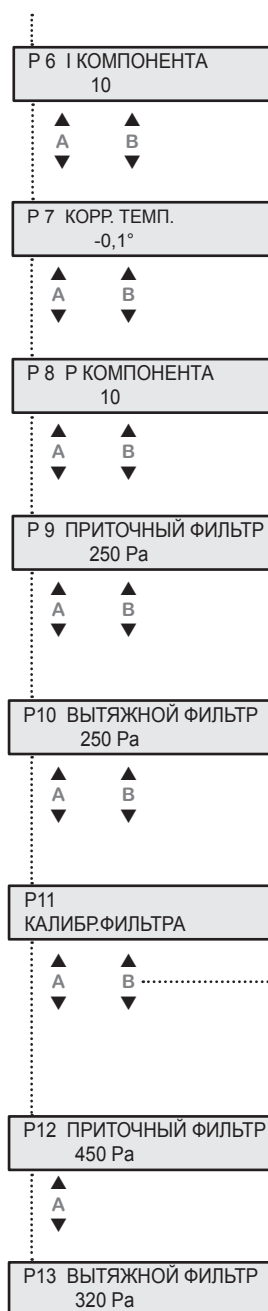 P 6 I КОМПОНЕНТА
10
A B
P 7 КОРР. ТЕМП.
-0,1°
A B
P 8 P КОМПОНЕНТА
10
A B
P 9 ПРИТОЧНЫЙ ФИЛЬТР
250 Pa
A B
P10 ВЫТЯЖНОЙ ФИЛЬТР
250 Pa
A B
P11
КАЛИБР.ФИЛЬТРА
A B
P12 ПРИТОЧНЫЙ ФИЛЬТР
450 Pa
A
P13 ВЫТЯЖНОЙ ФИЛЬТР
320 Pa